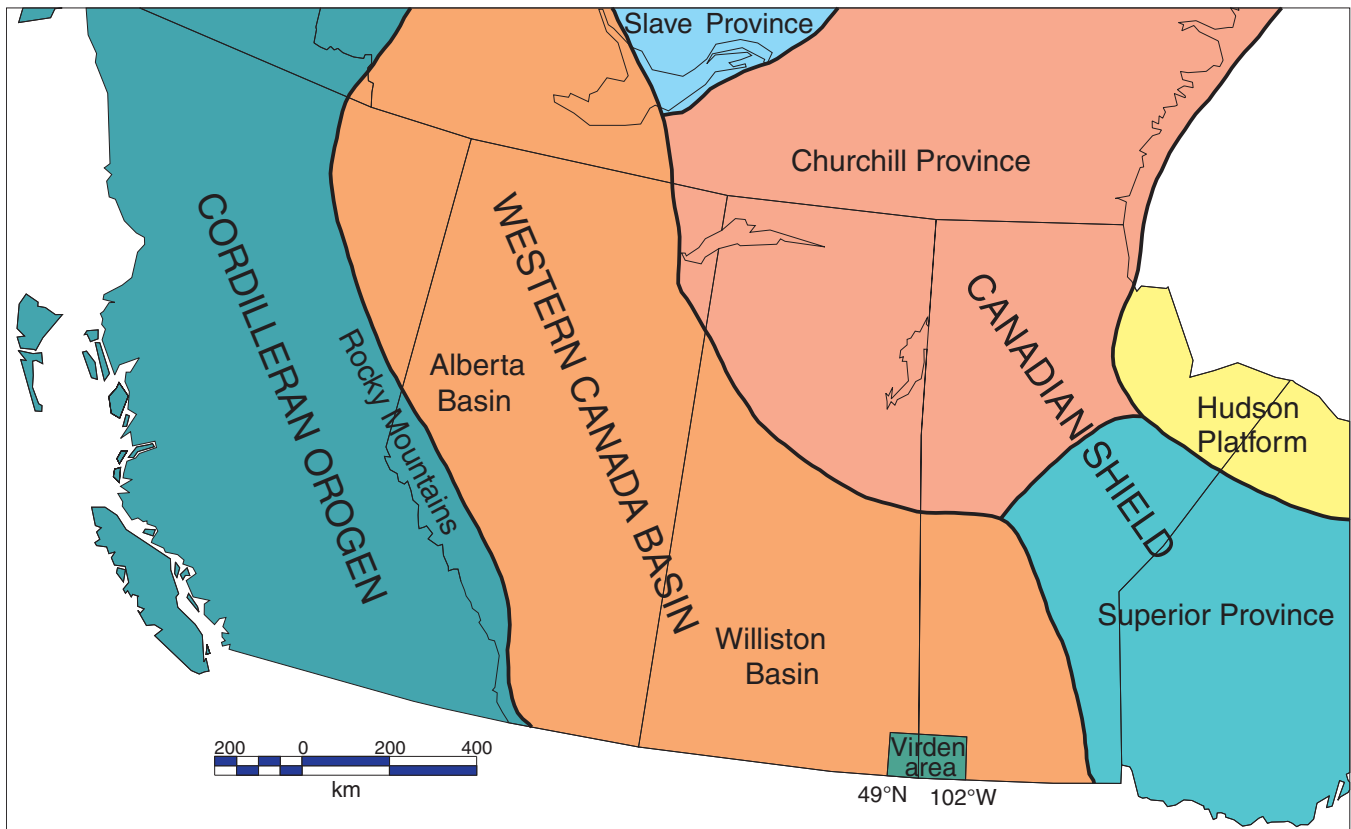 Slave Province
Churchill Province
CORDILLERAN OROGEN
Rocky Mountains
WESTERN CANADA BASIN
Alberta
Basin
CANADIAN SHIELD
Hudson
Platform
Superior Province
Williston
Basin
Virden
area
49°N 102°W
200 0 200 400
km